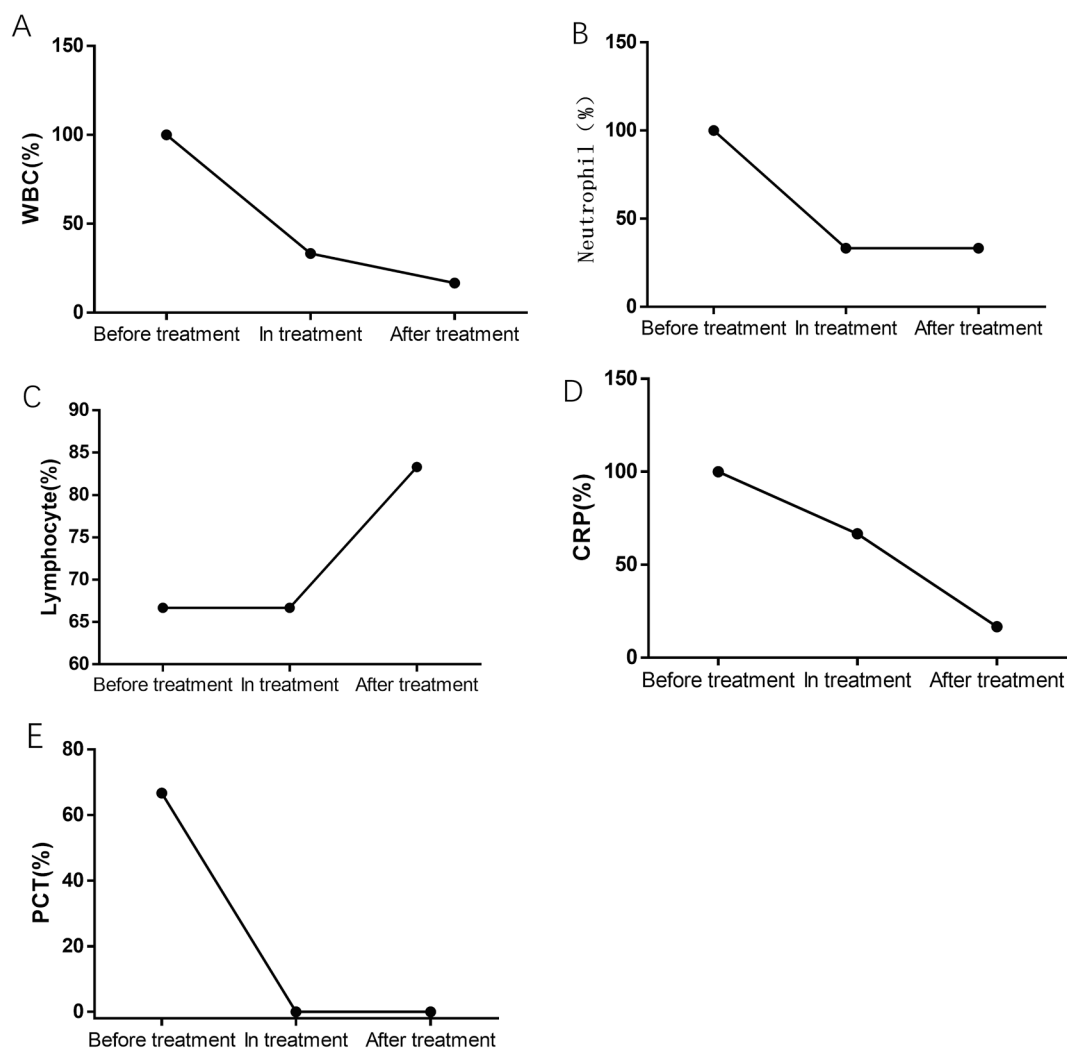 A
WBC(%)
150
100
50
0
Before treatment In treatment After treatment
B
Neutrophil (%)
150
100
50
0
Before treatment In treatment After treatment
C
Lymphocyte(%)
90
85
80
75
70
65
60
Before treatment In treatment After treatment
D
CRP(%)
150
100
50
0
Before treatment In treatment After treatment
E
PCT(%)
80
60
40
20
0
Before treatment In treatment After treatment